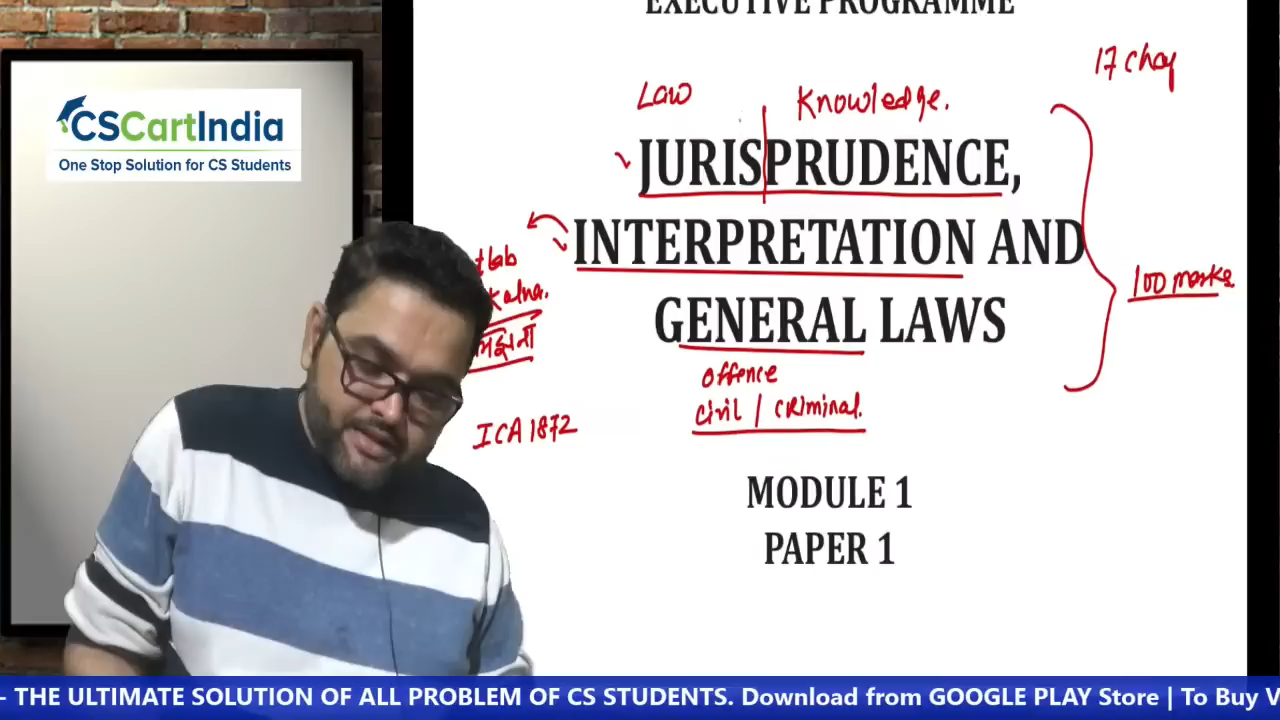 EXECUTIVE PROGRAMME
17 chap
Law
Knowledge.
CSCartIndia
One Stop Solution for CS Students
JURISPRUDENCE,
INTERPRETATION AND
GENERAL LAWS
100 marks
offence
civil / criminal.
ICA 1872
MODULE 1
PAPER 1
- THE ULTIMATE SOLUTION OF ALL PROBLEM OF CS STUDENTS. Download from GOOGLE PLAY Store | To Buy V